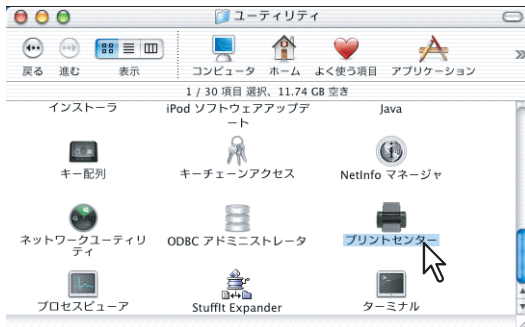 ユーティリティ
戻る 進む 表示 コンピュータ ホーム よく使う項目 アプリケーション
1 / 30 項目 選択、11.74 GB 空き
インストーラ iPod ソフトウェアアップデ Java
ート
キー配列 キーチェーンアクセス NetInfo マネージャ
ネットワークユーティリ ODBC アドミニストレータ プリントセンター
ティ
プロセスビューア StuffIt Expander ターミナル